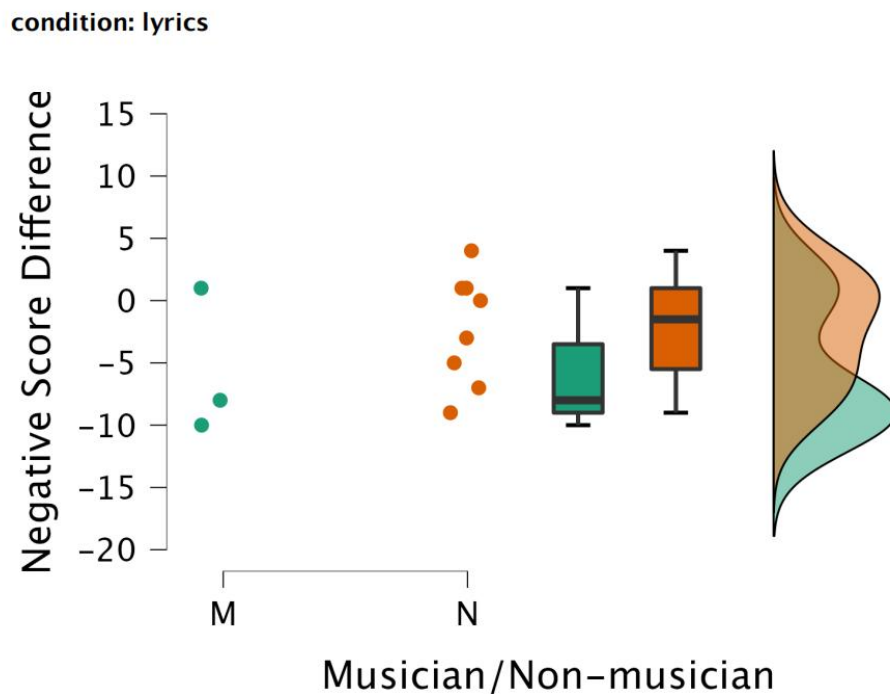 condition: lyrics
Negative Score Difference
15
10
5
0
−5
−10
−15
−20
M
N
Musician/Non−musician